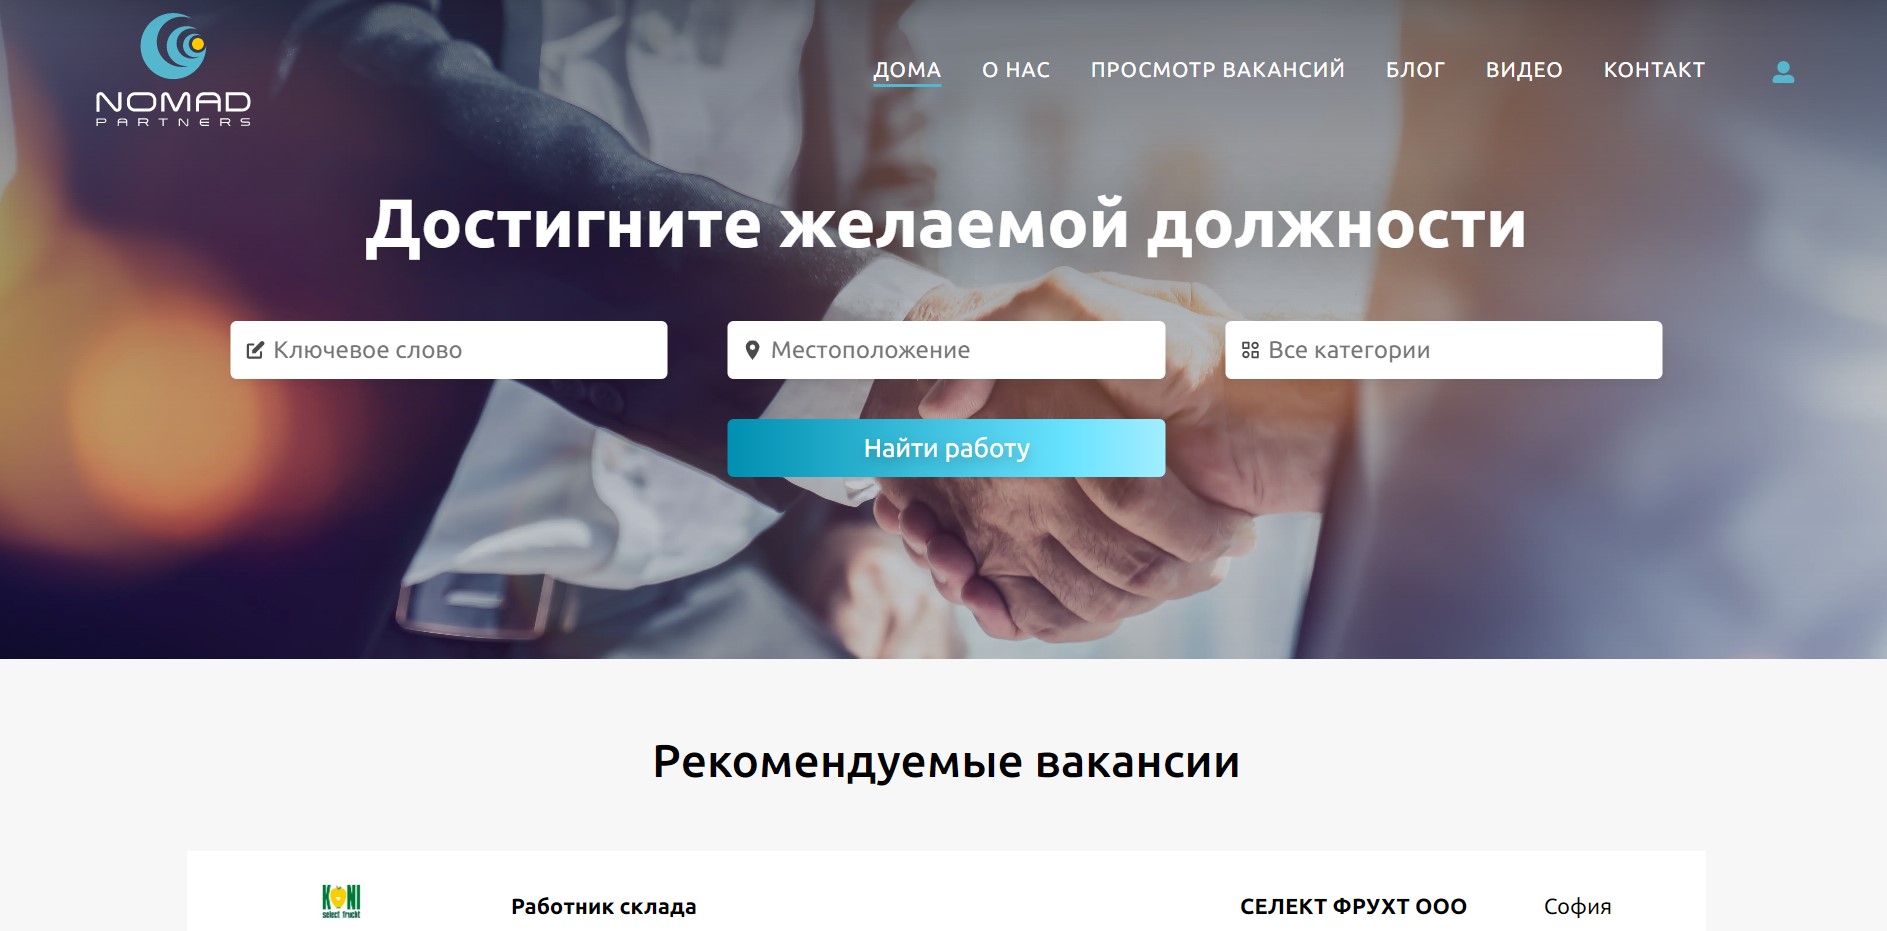 NOMAD
PARTNERS
ДОМА О НАС ПРОСМОТР ВАКАНСИЙ БЛОГ ВИДЕО КОНТАКТ
Достигните желаемой должности
Ключевое слово
Местоположение
Все категории
Найти работу
Рекомендуемые вакансии
KONI
select frucht
Работник склада
СЕЛЕКТ ФРУХТ ООО
София